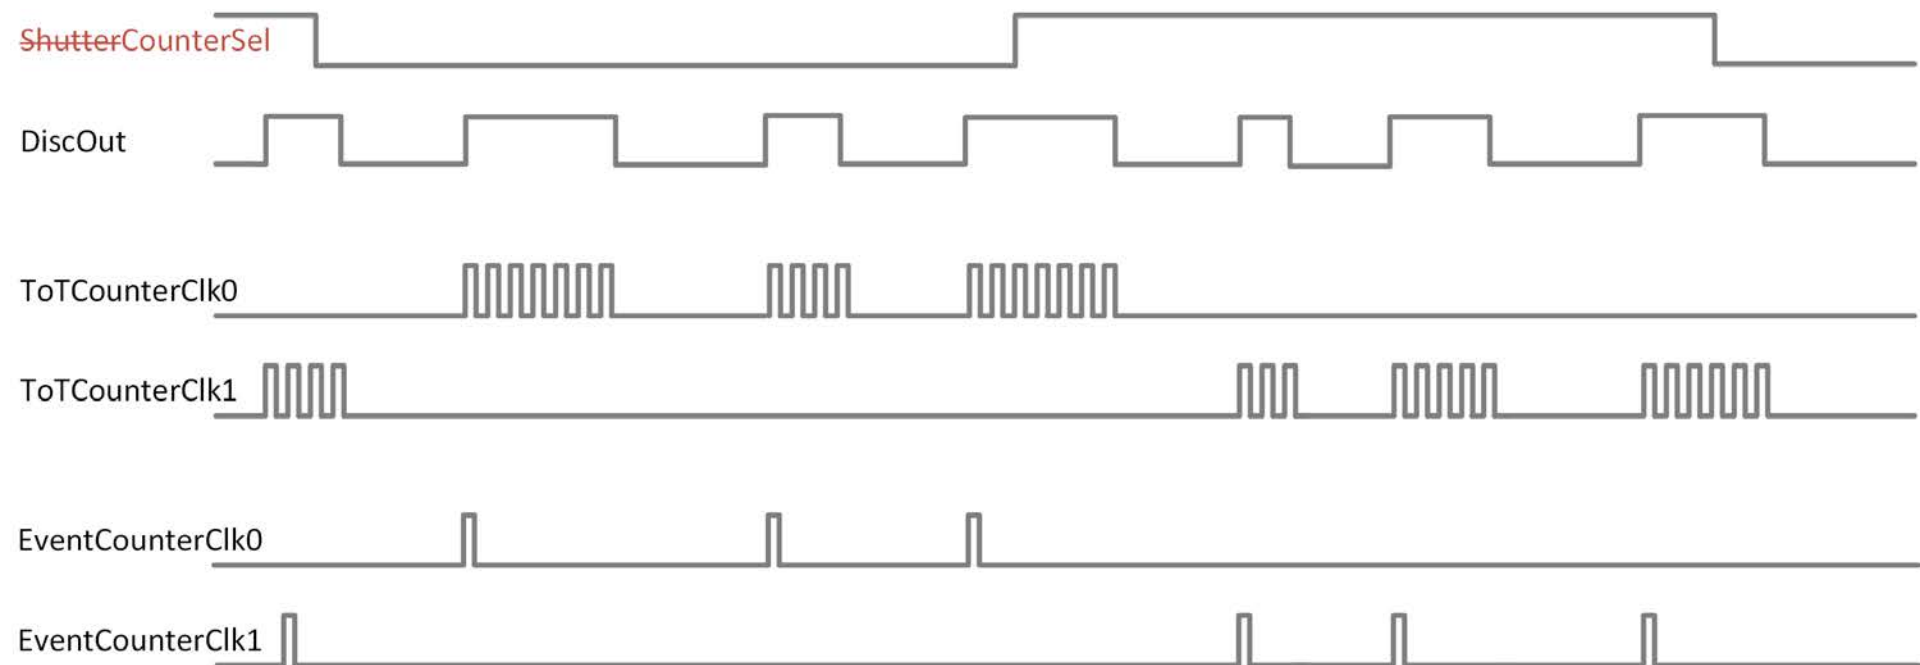 ShutterCounterSel
DiscOut
ToTCounterClk0
ToTCounterClk1
EventCounterClk0
EventCounterClk1